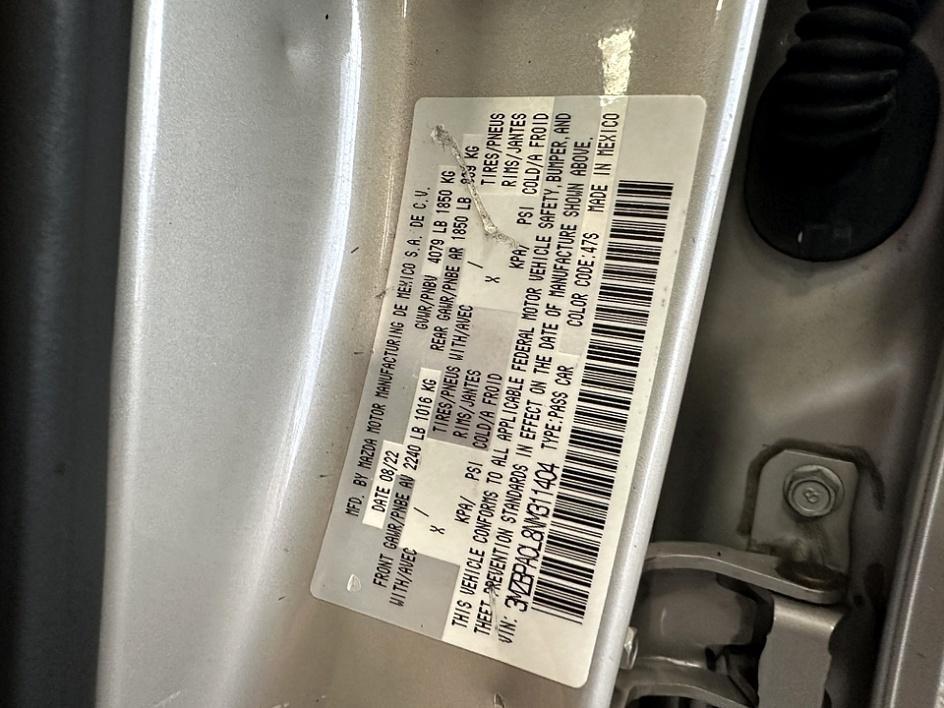 MFD. BY MAZDA MOTOR MANUFACTURING DE MEXICO S.A. DE C.V.
DATE 08/22 GVWR/PNBV 4079 LB 1850 KG
FRONT GAWR/PNBE AV 2240 LB 1016 KG REAR GAWR/PNBE AR 1850 LB KG
WITH/AVEC TIRES/PNEUS WITH/AVEC TIRES/PNEUS
X / RIMS/JANTES X / RIMS/JANTES
KPA/ PSI COLD/A FROID KPA/ PSI COLD/A FROID
THIS VEHICLE CONFORMS TO ALL APPLICABLE FEDERAL MOTOR VEHICLE SAFETY, BUMPER, AND
THEFT PREVENTION STANDARDS IN EFFECT ON THE DATE OF MANUFACTURE SHOWN ABOVE.
VIN: 3MZBPACL8NM311404 TYPE:PASS CAR COLOR CODE:47S MADE IN MEXICO
8